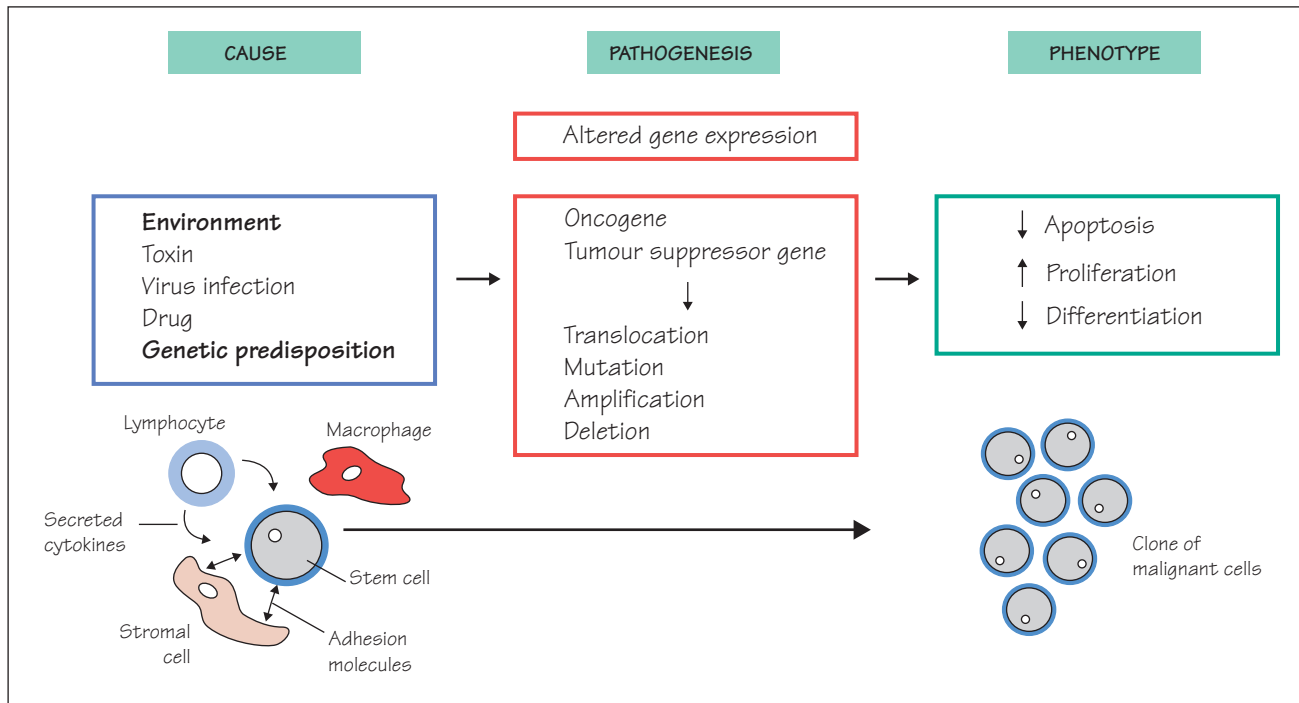 CAUSE
PATHOGENESIS
PHENOTYPE
Altered gene expression
Environment
Toxin
Virus infection
Drug
Genetic predisposition
Oncogene
Tumour suppressor gene
↓
Translocation
Mutation
Amplification
Deletion
↓ Apoptosis
↑ Proliferation
↓ Differentiation
Lymphocyte
Macrophage
Secreted
cytokines
Stem cell
Stromal
cell
Adhesion
molecules
Clone of
malignant cells